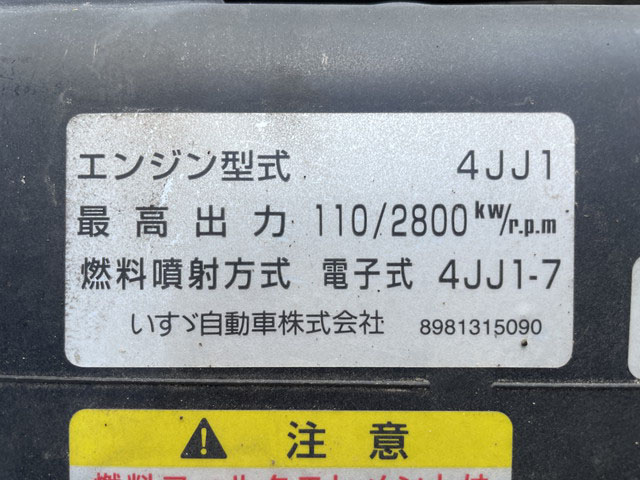 エンジン型式 4JJ1
最高出力 110/2800 kW/r.p.m
燃料噴射方式 電子式 4JJ1-7
いすゞ自動車株式会社 8981315090
⚠ 注意